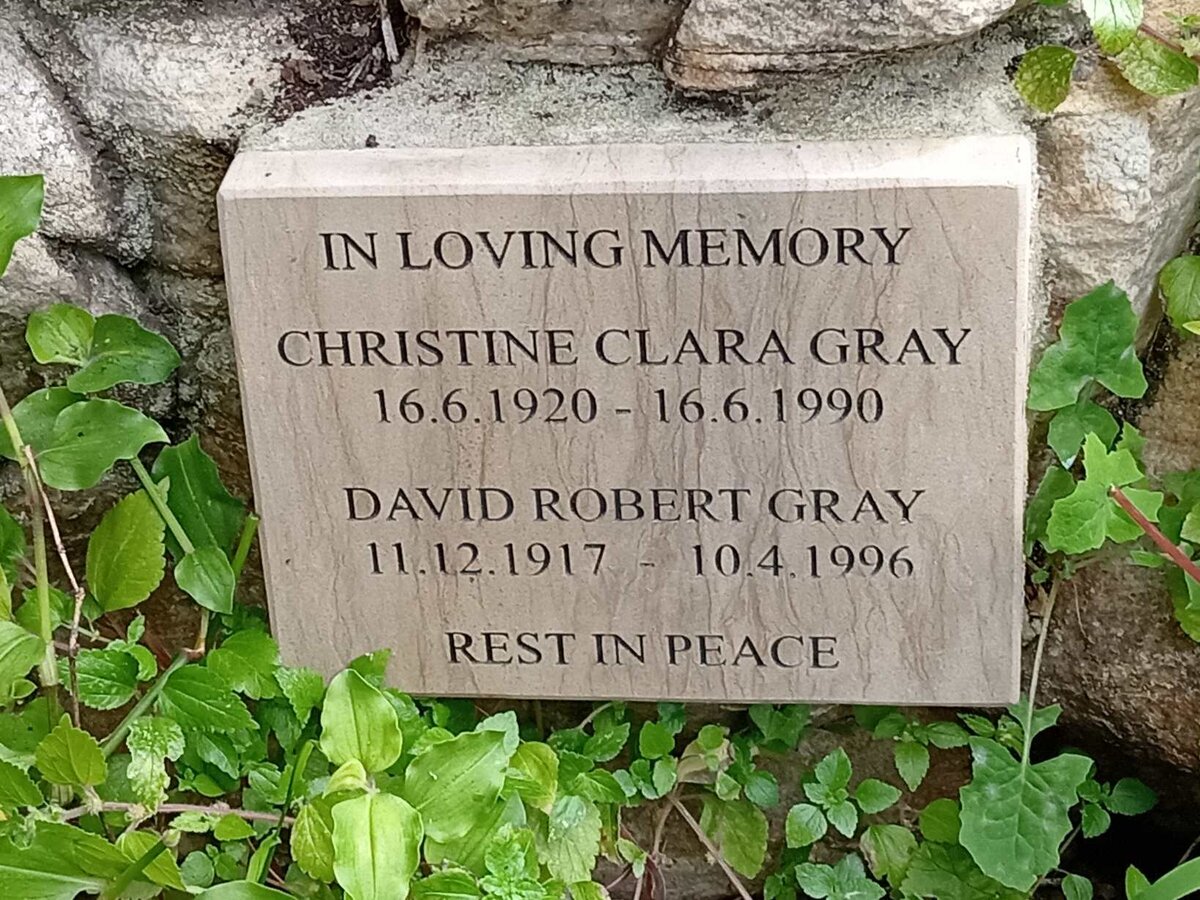 IN LOVING MEMORY
CHRISTINE CLARA GRAY
16.6.1920 - 16.6.1990
DAVID ROBERT GRAY
11.12.1917 - 10.4.1996
REST IN PEACE